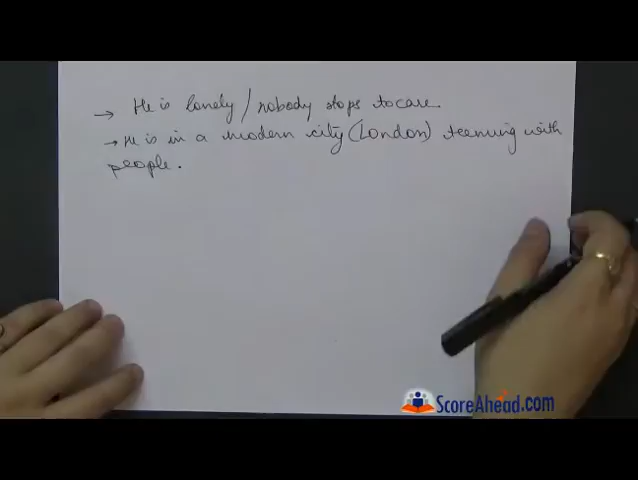 → He is lonely / nobody stops to care.
→ He is in a modern city (London) teeming with
people.
ScoreAhead.com